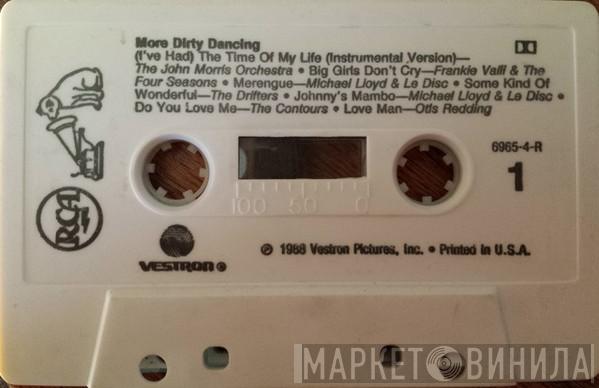 More Dirty Dancing
(I've Had) The Time Of My Life (Instrumental Version)—
The John Morris Orchestra • Big Girls Don't Cry—Frankie Valli & The
Four Seasons • Merengue—Michael Lloyd & Le Disc • Some Kind Of
Wonderful—The Drifters • Johnny's Mambo—Michael Lloyd & Le Disc •
Do You Love Me—The Contours • Love Man—Otis Redding
6965-4-R
1
100 50 0
RCA
VESTRON®
℗ 1988 Vestron Pictures, Inc. • Printed in U.S.A.
МАРКЕТ ВИНИЛА